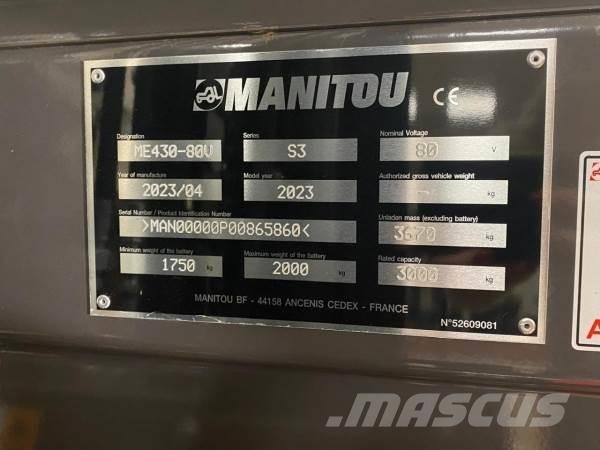 MANITOU CE
Designation Series Nominal Voltage
ME430-80V S3 80 V
Year of manufacture Model year Authorized gross vehicle weight
2023/04 2023 - kg
Serial Number / Product Identification Number Unladen mass (excluding battery)
>MAN00000P00865860< 3670 kg
Minimum weight of the battery Maximum weight of the battery Rated capacity
1750 kg 2000 kg 3000 kg
MANITOU BF - 44158 ANCENIS CEDEX - FRANCE
N°52609081
A
MASCUS